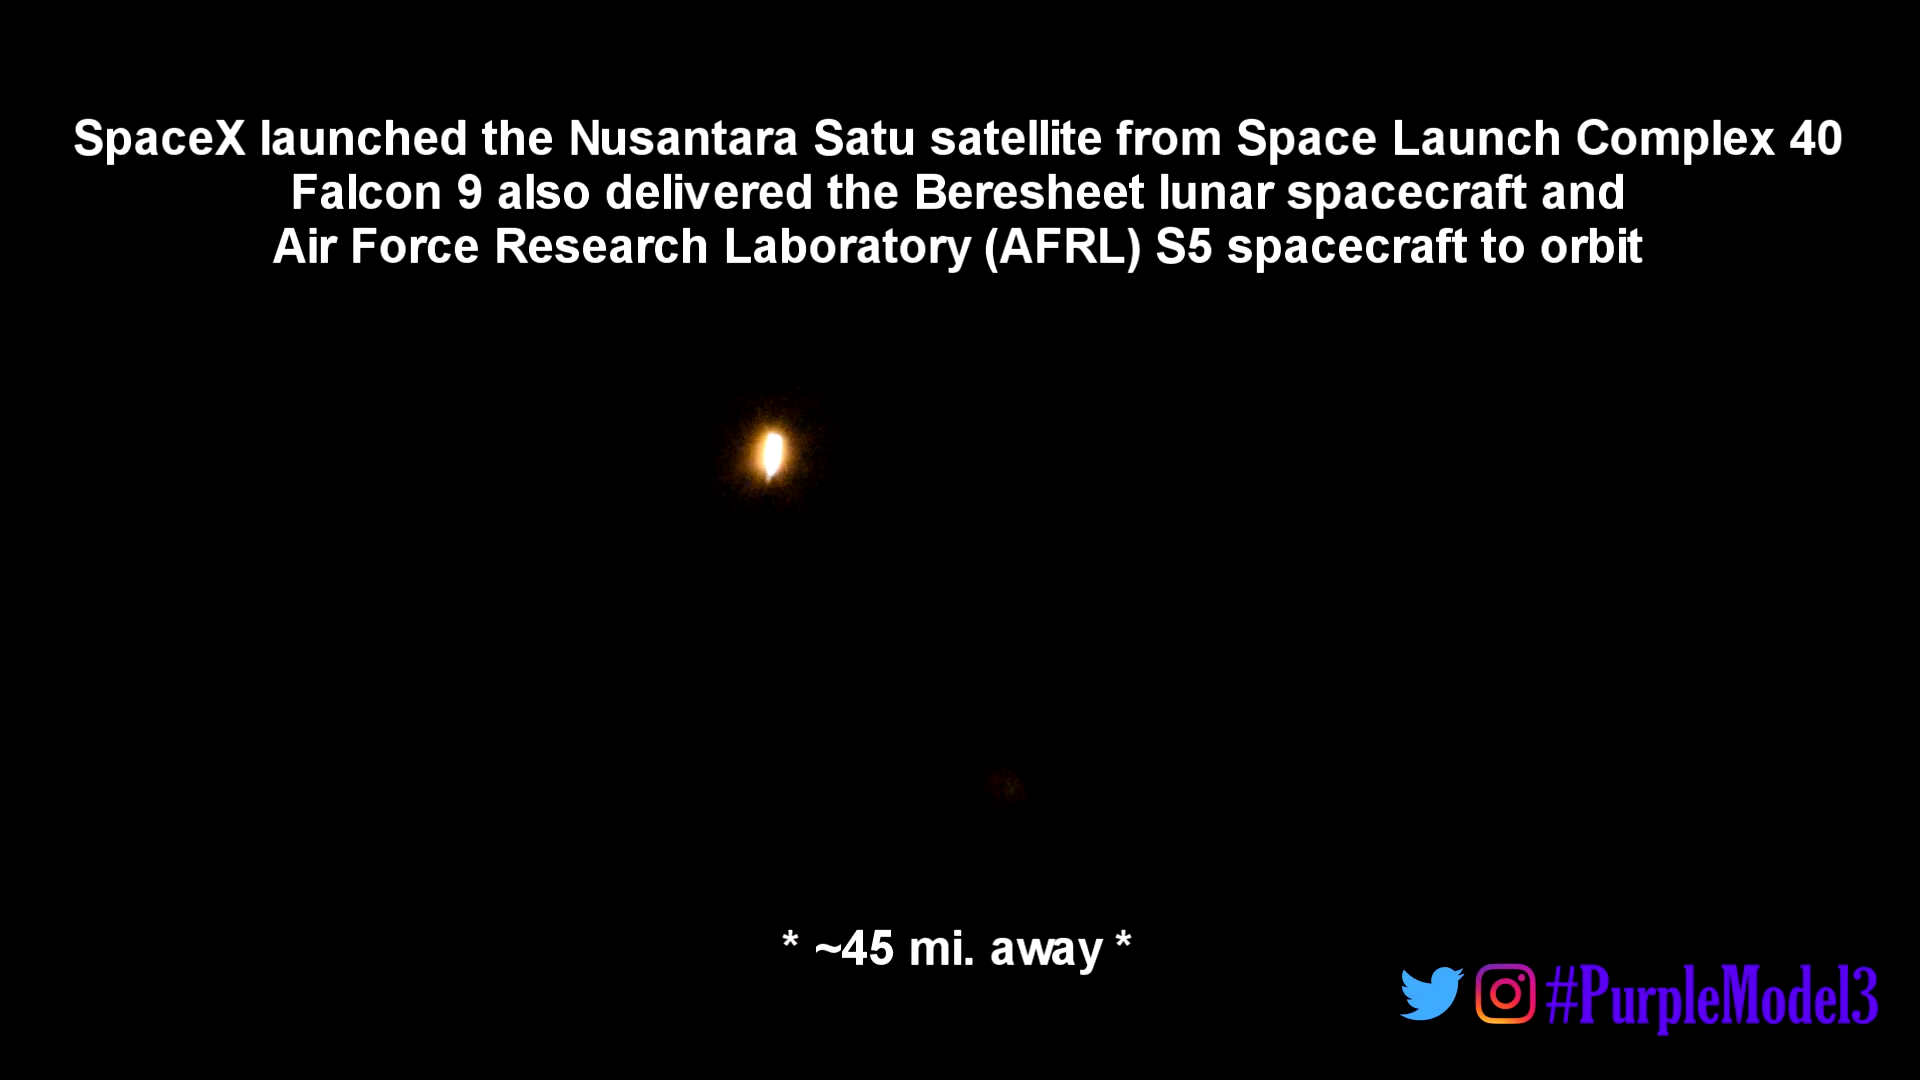 SpaceX launched the Nusantara Satu satellite from Space Launch Complex 40
Falcon 9 also delivered the Beresheet lunar spacecraft and
Air Force Research Laboratory (AFRL) S5 spacecraft to orbit
* ~45 mi. away *
#PurpleModel3